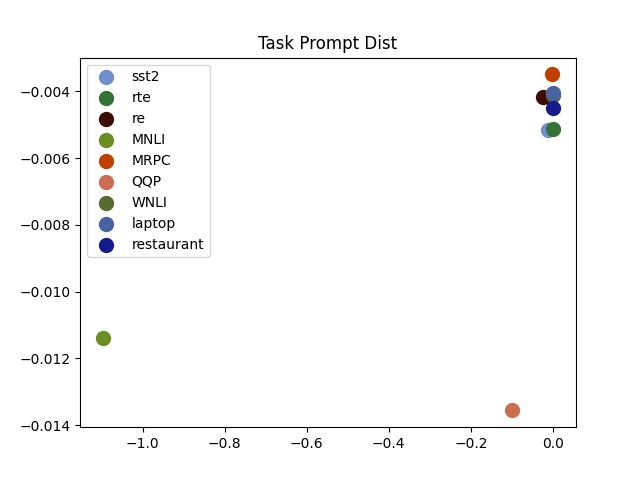 Task Prompt Dist
sst2
rte
re
MNLI
MRPC
QQP
WNLI
laptop
restaurant
−0.004
−0.006
−0.008
−0.010
−0.012
−0.014
−1.0
−0.8
−0.6
−0.4
−0.2
0.0